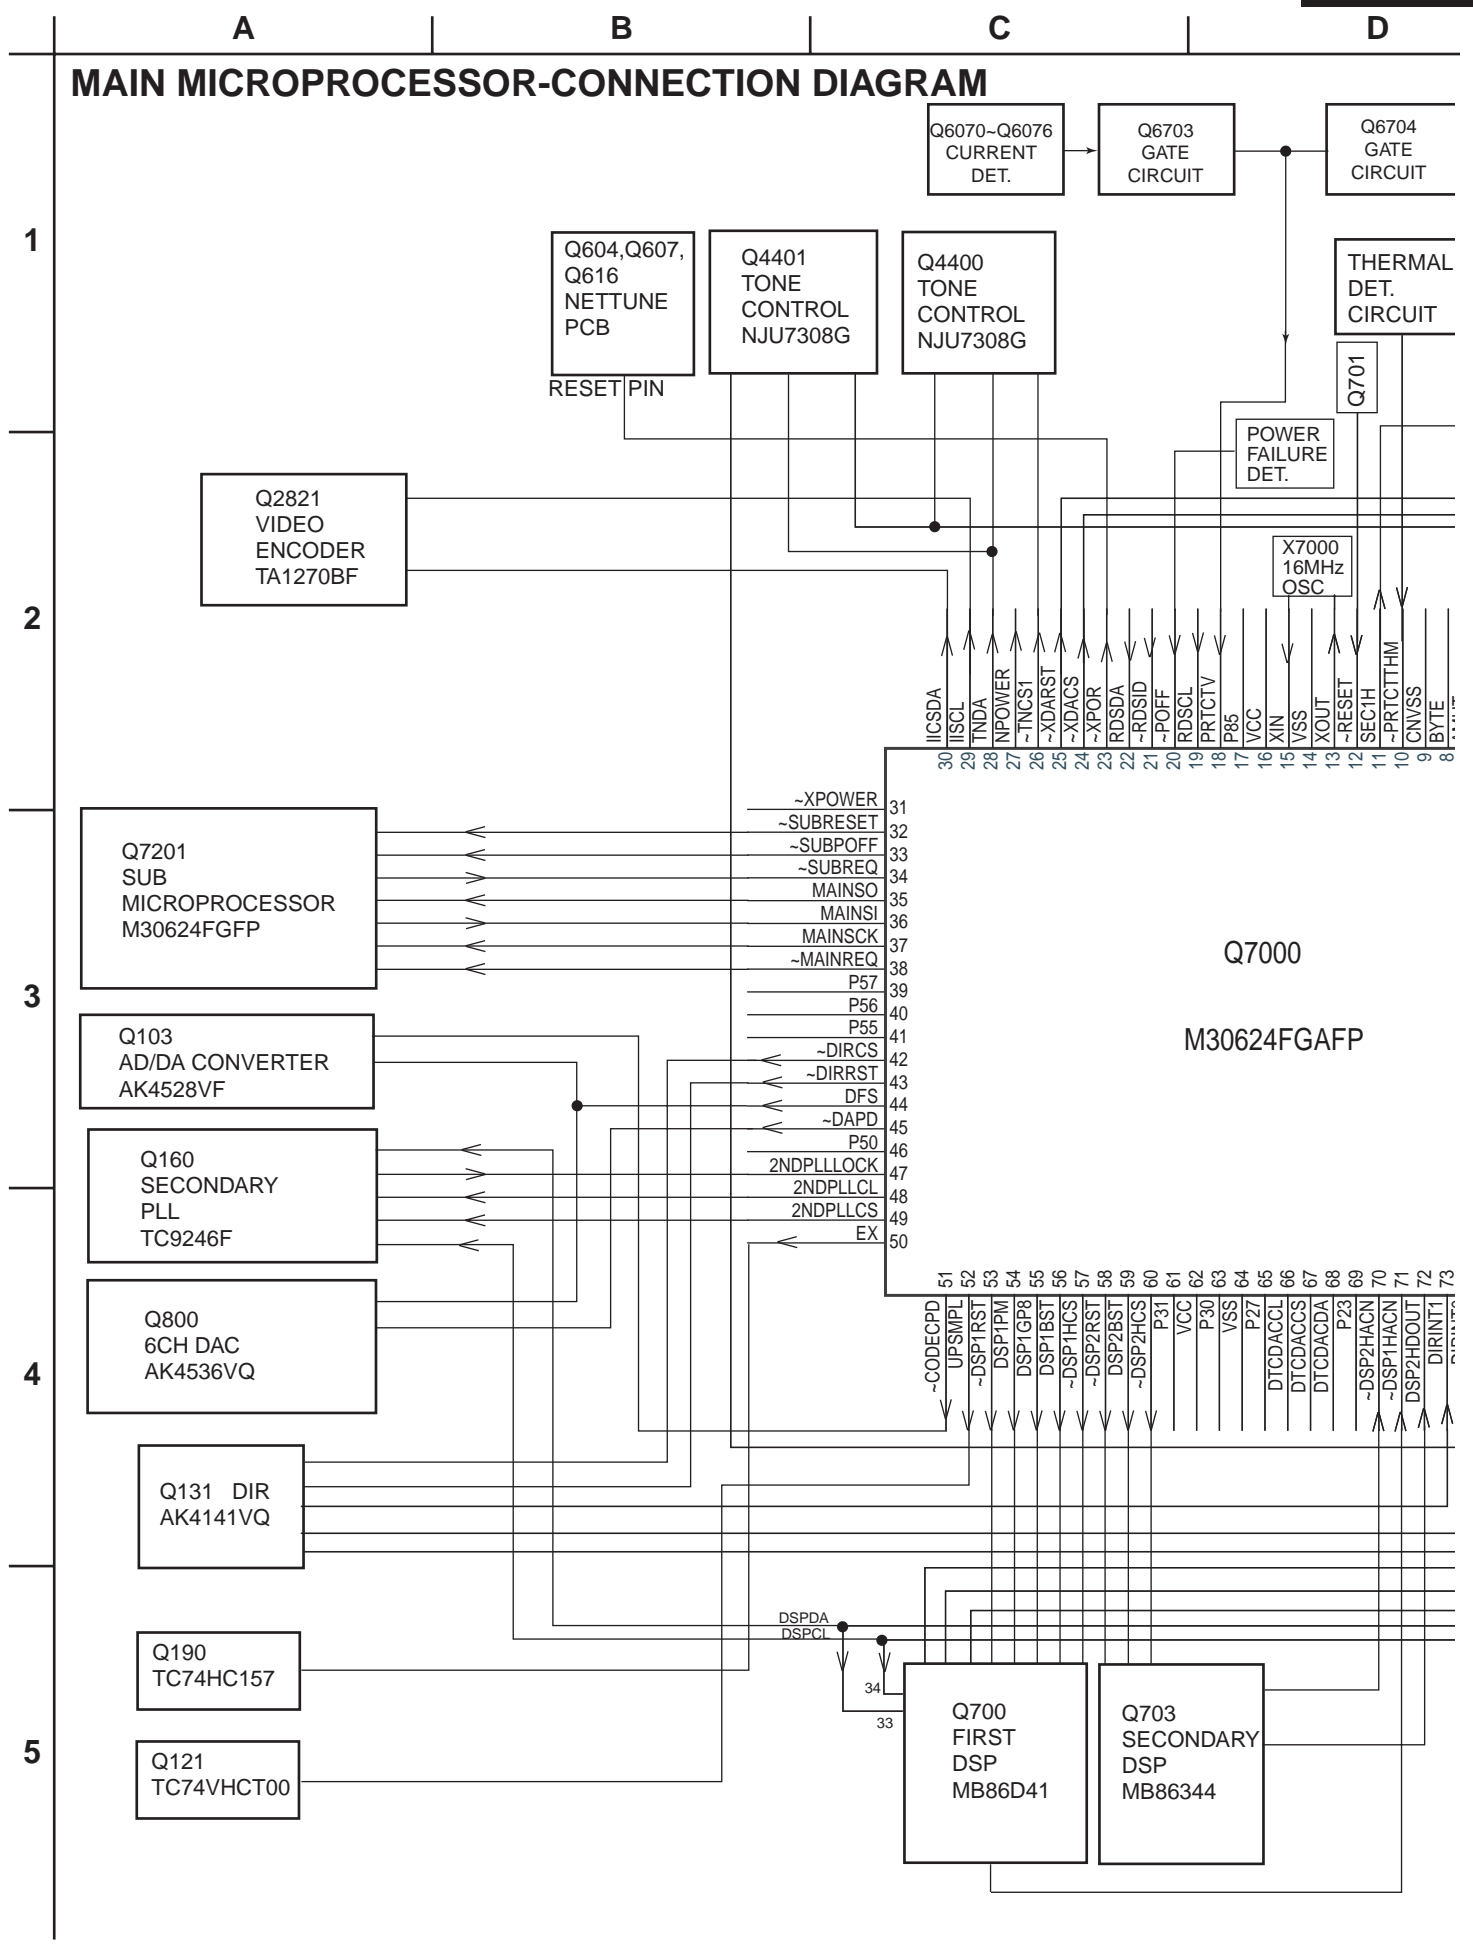 A B C D
MAIN MICROPROCESSOR-CONNECTION DIAGRAM
Q6070~Q6076
CURRENT
DET.
Q6703
GATE
CIRCUIT
Q6704
GATE
CIRCUIT
1
Q604,Q607,
Q616
NETTUNE
PCB
RESET PIN
Q4401
TONE
CONTROL
NJU7308G
Q4400
TONE
CONTROL
NJU7308G
THERMAL
DET.
CIRCUIT
Q701
POWER
FAILURE
DET.
Q2821
VIDEO
ENCODER
TA1270BF
X7000
16MHz
OSC
2
IICSDA
IISCL
TNDA
NPOWER
~TNCS1
~XDARST
~XDACS
~XPOR
RDSDA
~RDSID
~POFF
RDSCL
PRTCTV
P85
VCC
XIN
VSS
XOUT
~RESET
SEC1H
~PRTCTTHM
CNVSS
BYTE
30 29 28 27 26 25 24 23 22 21 20 19 18 17 16 15 14 13 12 11 10 9 8
~XPOWER 31
~SUBRESET 32
~SUBPOFF 33
~SUBREQ 34
MAINSO 35
MAINSI 36
MAINSCK 37
~MAINREQ 38
P57 39
P56 40
P55 41
~DIRCS 42
~DIRRST 43
DFS 44
~DAPD 45
P50 46
2NDPLLLOCK 47
2NDPLLCL 48
2NDPLLCS 49
EX 50
Q7201
SUB
MICROPROCESSOR
M30624FGFP
Q7000
M30624FGAFP
3
Q103
AD/DA CONVERTER
AK4528VF
Q160
SECONDARY
PLL
TC9246F
51 52 53 54 55 56 57 58 59 60 61 62 63 64 65 66 67 68 69 70 71 72 73
~CODECPD
UPSMPL
~DSP1RST
DSP1PM
DSP1GP8
DSP1BST
~DSP1HCS
~DSP2RST
DSP2BST
~DSP2HCS
P31
VCC
P30
VSS
P27
DTCDACCL
DTCDACCS
DTCDACDA
P23
~DSP2HACN
~DSP1HACN
DSP2HDOUT
DIRINT1
Q800
6CH DAC
AK4536VQ
4
Q131 DIR
AK4141VQ
DSPDA
DSPCL
Q190
TC74HC157
34
33
Q700
FIRST
DSP
MB86D41
Q703
SECONDARY
DSP
MB86344
5
Q121
TC74VHCT00